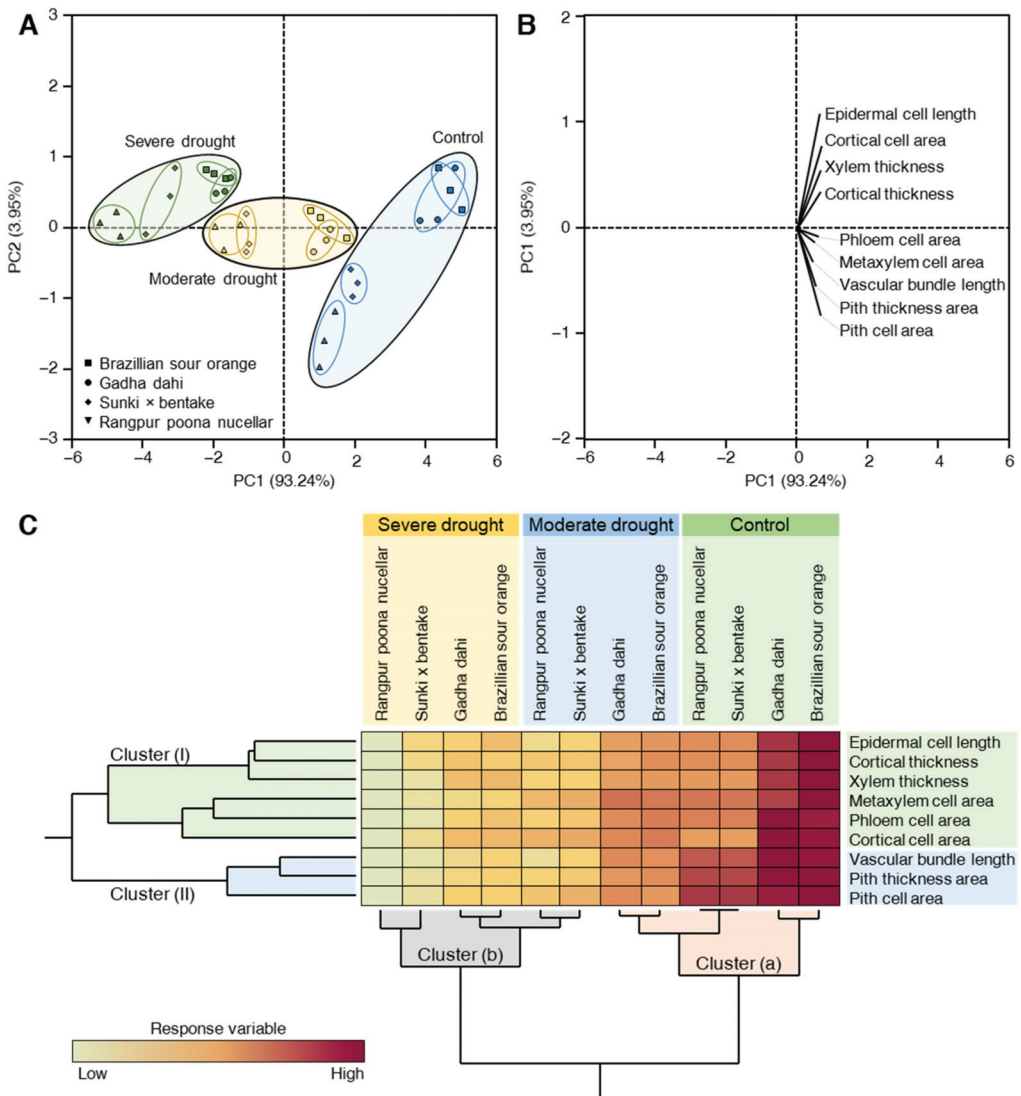 A
3
2
1
0
−1
−2
−3
PC2 (3.95%)
−6
−4
−2
0
2
4
6
PC1 (93.24%)
Severe drought
Control
Moderate drought
Brazillian sour orange
Gadha dahi
Sunki × bentake
Rangpur poona nucellar
B
2
1
0
−1
−2
PC1 (3.95%)
−6
−4
−2
0
2
4
6
PC1 (93.24%)
Epidermal cell length
Cortical cell area
Xylem thickness
Cortical thickness
Phloem cell area
Metaxylem cell area
Vascular bundle length
Pith thickness area
Pith cell area
C
Severe drought
Moderate drought
Control
Rangpur poona nucellar
Sunki x bentake
Gadha dahi
Brazillian sour orange
Rangpur poona nucellar
Sunki x bentake
Gadha dahi
Brazillian sour orange
Rangpur poona nucellar
Sunki x bentake
Gadha dahi
Brazillian sour orange
Cluster (I)
Cluster (II)
Epidermal cell length
Cortical thickness
Xylem thickness
Metaxylem cell area
Phloem cell area
Cortical cell area
Vascular bundle length
Pith thickness area
Pith cell area
Cluster (b)
Cluster (a)
Response variable
Low
High